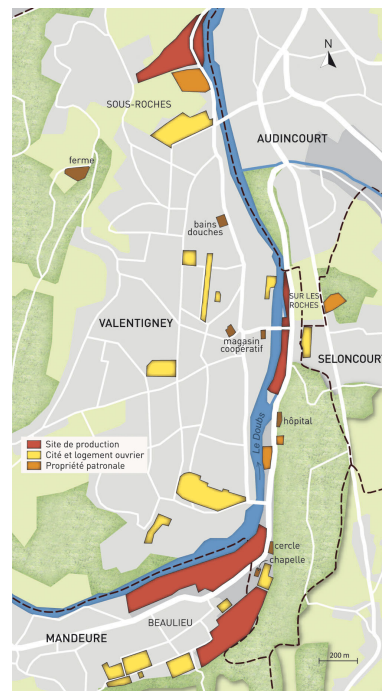 N
SOUS-ROCHES
AUDINCOURT
ferme
bains
douches
SUR LES
ROCHES
VALENTIGNEY
magasin
coopératif
SELONCOURT
hôpital
Site de production
Cité et logement ouvrier
Propriété patronale
Le Doubs
cercle
chapelle
BEAULIEU
MANDEURE
200 m